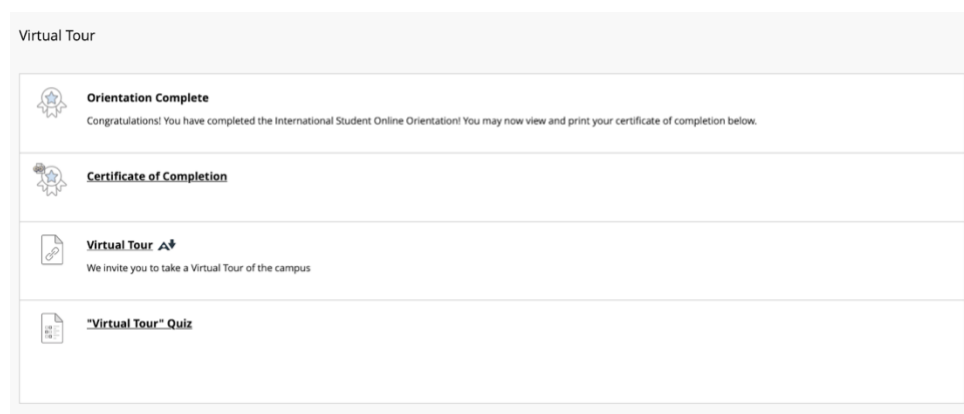 Virtual Tour
Orientation Complete
Congratulations! You have completed the International Student Online Orientation! You may now view and print your certificate of completion below.
Certificate of Completion
Virtual Tour
We invite you to take a Virtual Tour of the campus
"Virtual Tour" Quiz